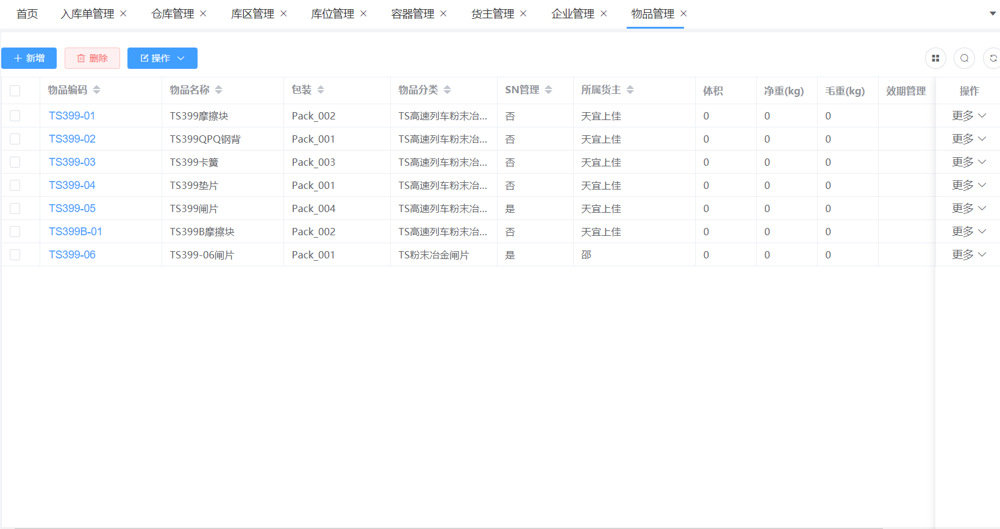 首页 入库单管理 仓库管理 库区管理 库位管理 容器管理 货主管理 企业管理 物品管理
新增 删除 操作
物品编码 物品名称 包装 物品分类 SN管理 所属货主 体积 净重(kg) 毛重(kg) 效期管理 操作
TS399-01 TS399摩擦块 Pack_002 TS高速列车粉末冶... 否 天宜上佳 0 0 0 更多
TS399-02 TS399QPQ钢背 Pack_001 TS高速列车粉末冶... 否 天宜上佳 0 0 0 更多
TS399-03 TS399卡簧 Pack_003 TS高速列车粉末冶... 否 天宜上佳 0 0 0 更多
TS399-04 TS399垫片 Pack_001 TS高速列车粉末冶... 否 天宜上佳 0 0 0 更多
TS399-05 TS399闸片 Pack_004 TS高速列车粉末冶... 是 天宜上佳 0 0 0 更多
TS399B-01 TS399B摩擦块 Pack_002 TS高速列车粉末冶... 否 天宜上佳 0 0 0 更多
TS399-06 TS399-06闸片 Pack_001 TS粉末冶金闸片 是 邵 0 0 0 更多